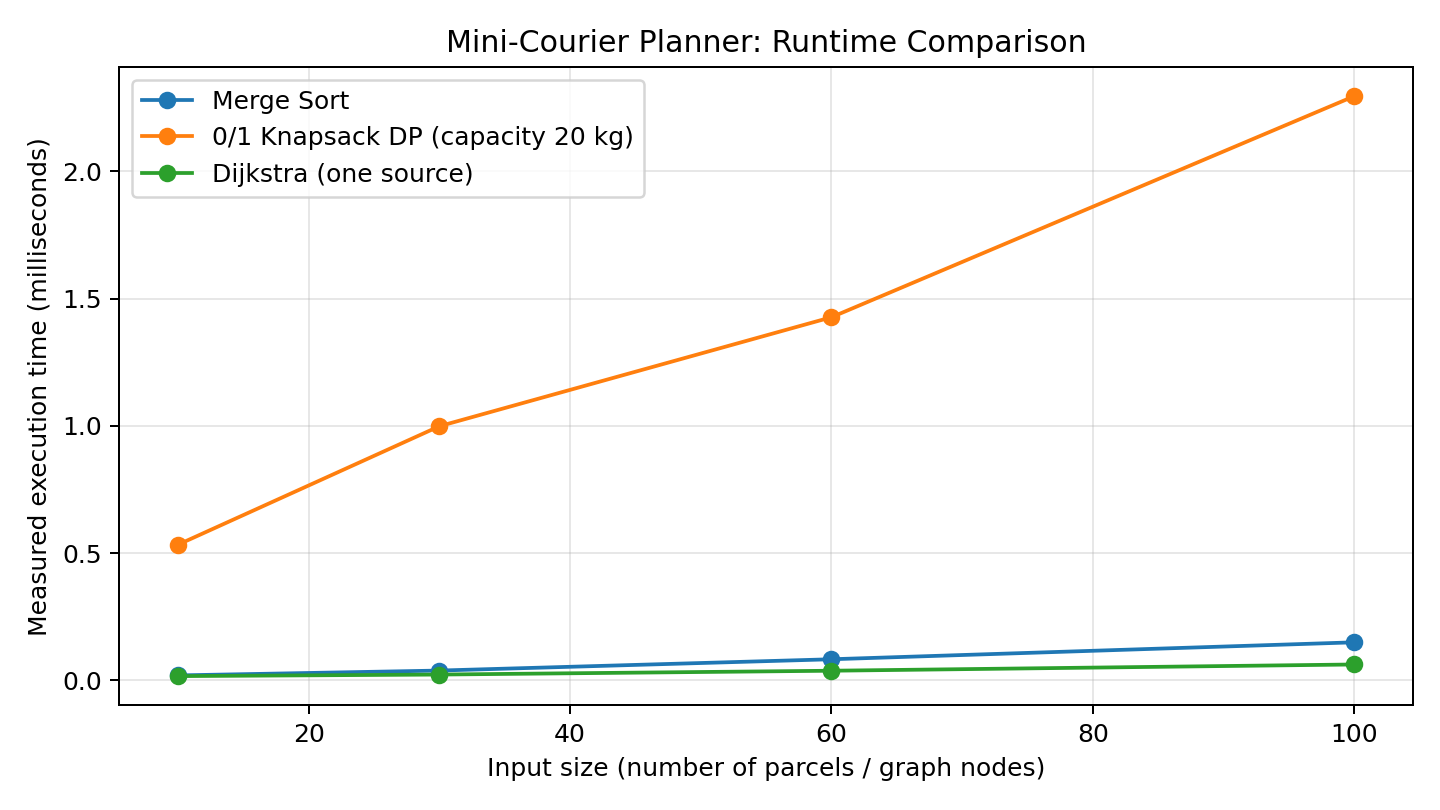 Mini-Courier Planner: Runtime Comparison
Merge Sort
0/1 Knapsack DP (capacity 20 kg)
Dijkstra (one source)
Measured execution time (milliseconds)
2.0
1.5
1.0
0.5
0.0
20
40
60
80
100
Input size (number of parcels / graph nodes)